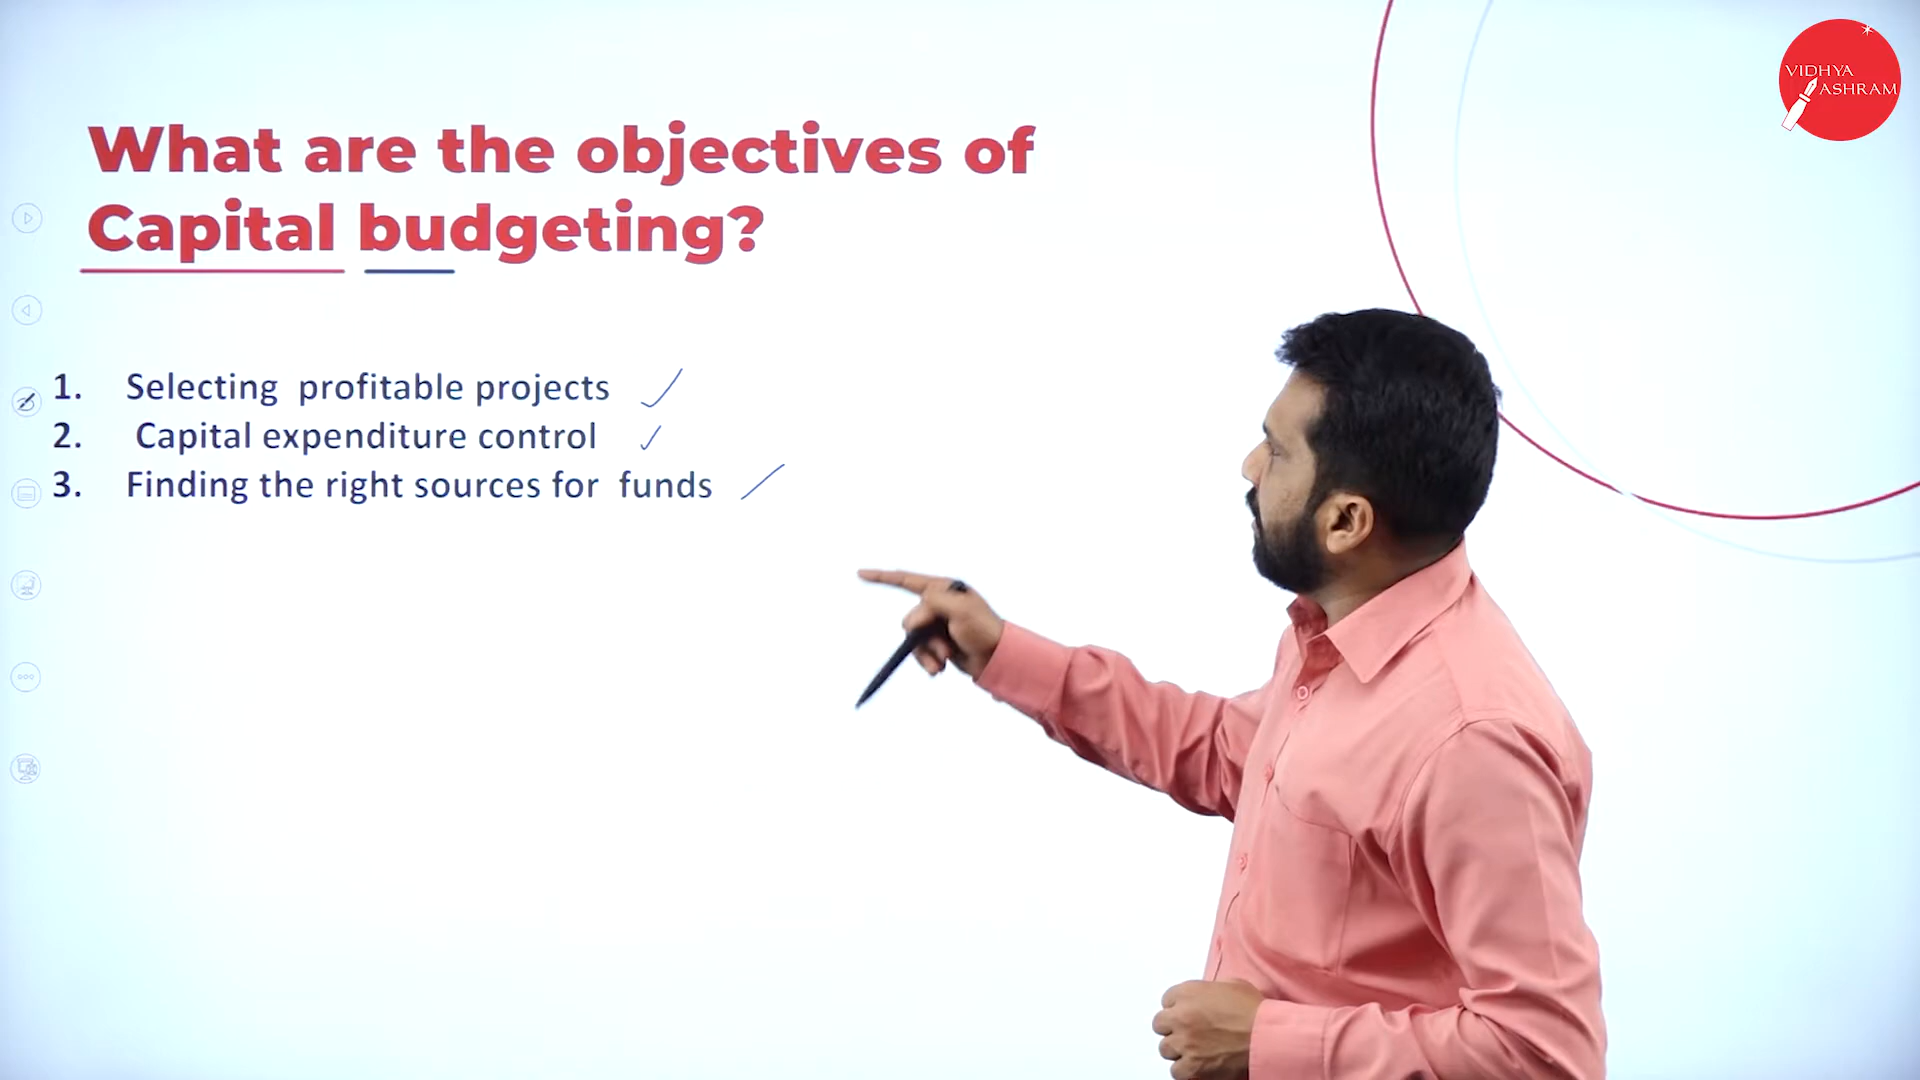 VIDHYA
ASHRAM
What are the objectives of
Capital budgeting?
1. Selecting profitable projects
2. Capital expenditure control
3. Finding the right sources for funds